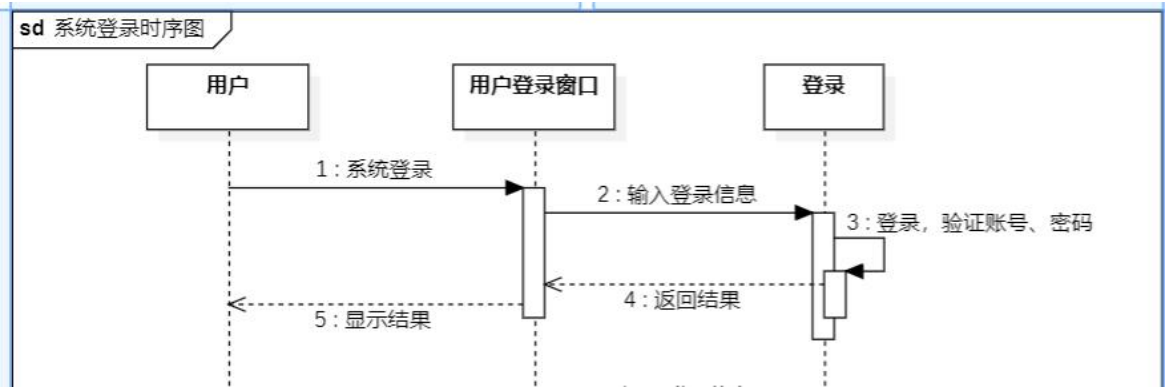 sd 系统登录时序图
用户
用户登录窗口
登录
1 : 系统登录
2 : 输入登录信息
3 : 登录，验证账号、密码
4 : 返回结果
5 : 显示结果